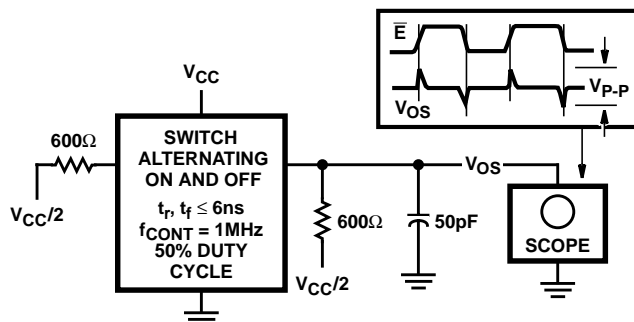 E
V_OS
V_P-P
V_CC
600Ω
V_CC/2
SWITCH
ALTERNATING
ON AND OFF
t_r, t_f ≤ 6ns
f_CONT = 1MHz
50% DUTY
CYCLE
600Ω
V_CC/2
50pF
V_OS
SCOPE